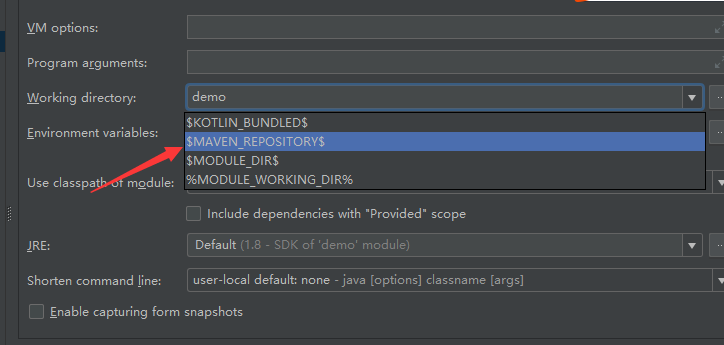 VM options:
Program arguments:
Working directory: demo
$KOTLIN_BUNDLED$
Environment variables:
$MAVEN_REPOSITORY$
$MODULE_DIR$
Use classpath of module: %MODULE_WORKING_DIR%
Include dependencies with "Provided" scope
JRE: Default (1.8 - SDK of 'demo' module)
Shorten command line: user-local default: none - java [options] classname [args]
Enable capturing form snapshots